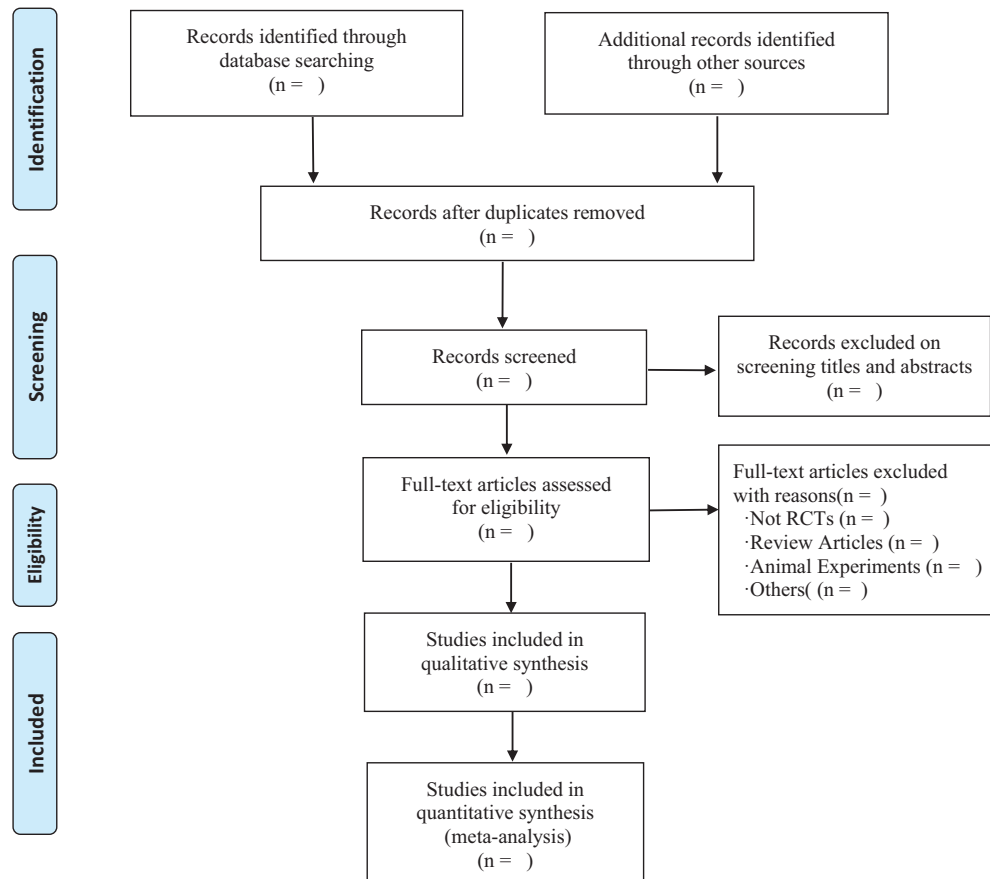 Identification
Records identified through
database searching
(n =   )
Additional records identified
through other sources
(n =   )
Records after duplicates removed
(n =   )
Screening
Records screened
(n =   )
Records excluded on
screening titles and abstracts
(n =   )
Eligibility
Full-text articles assessed
for eligibility
(n =   )
Full-text articles excluded
with reasons(n =  )
·Not RCTs (n =  )
·Review Articles (n =  )
·Animal Experiments (n =   )
·Others( (n =  )
Included
Studies included in
qualitative synthesis
(n =   )
Studies included in
quantitative synthesis
(meta-analysis)
(n =   )